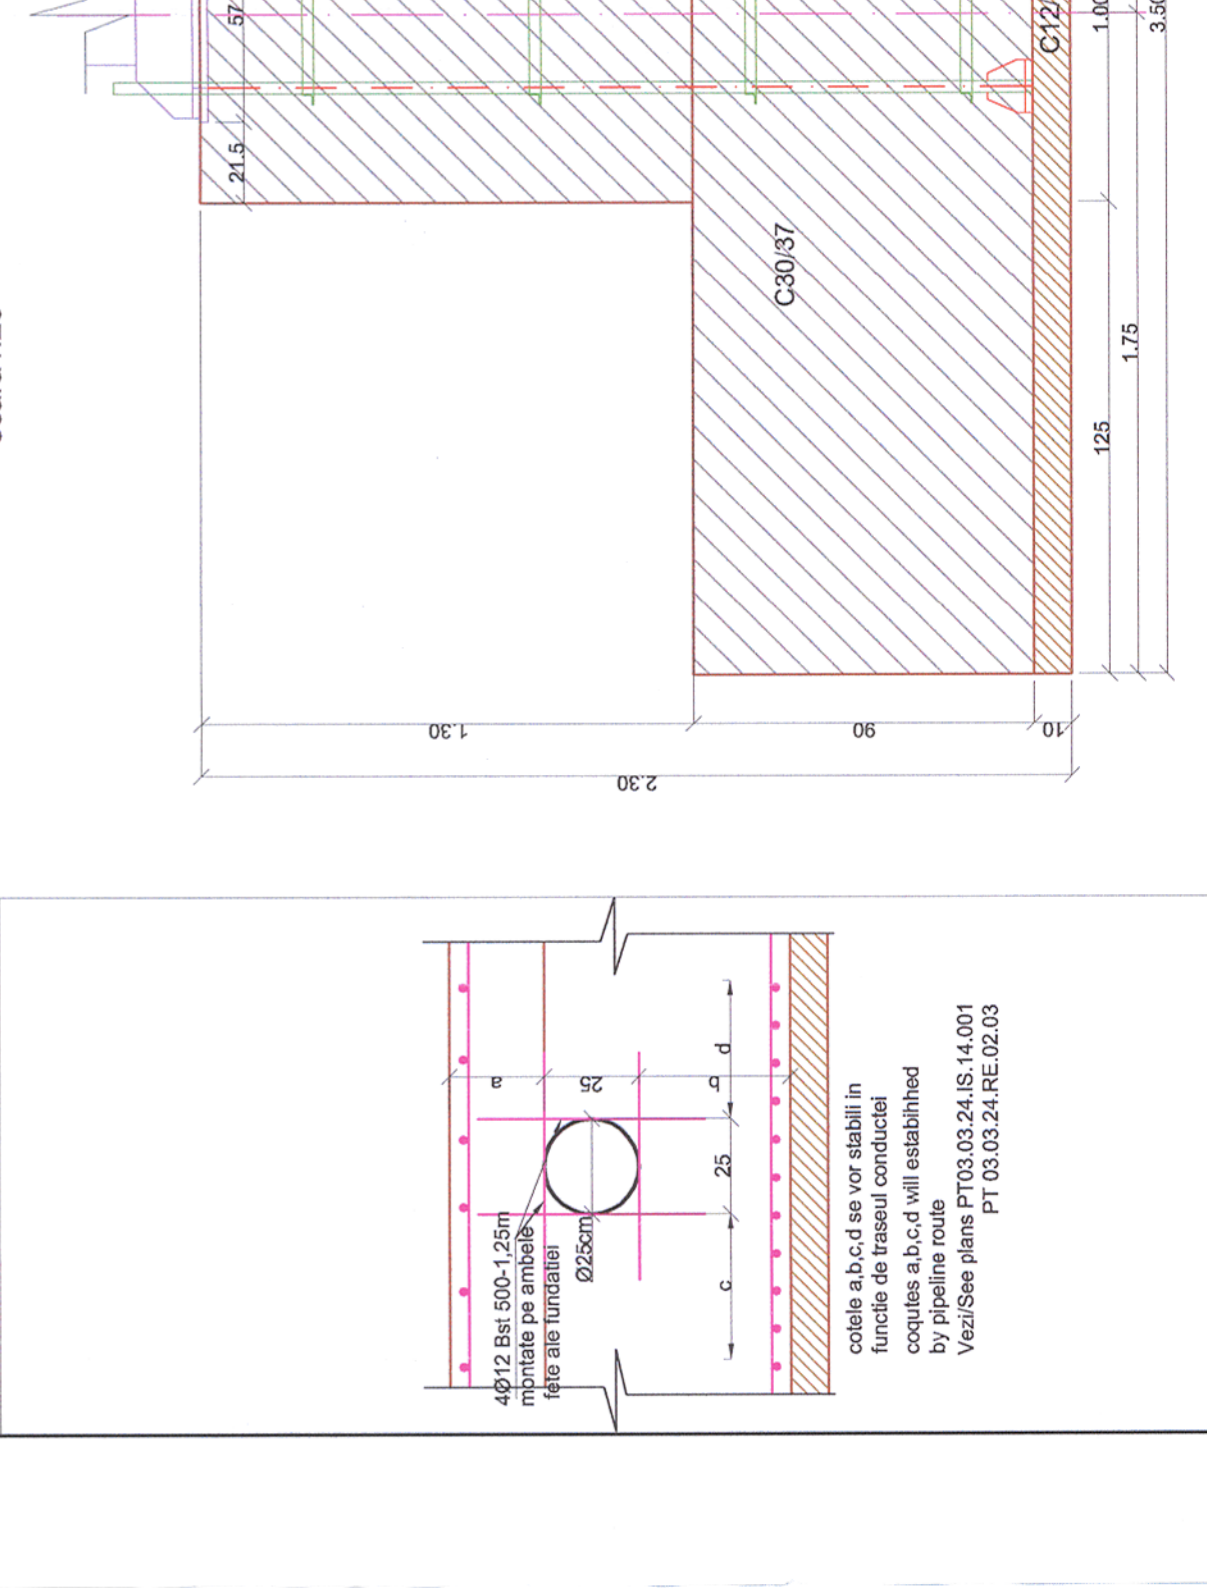 57
21.5
C30/37
C12/
1.00
3.50
1.75
125
1.30
90
10
2.30
4Ø12 Bst 500-1,25m
montate pe ambele
fete ale fundatiei
Ø25cm
a
25
b
c
25
d
cotele a,b,c,d se vor stabili in
functie de traseul conductei
coqutes a,b,c,d will estabihhed
by pipeline route
Vezi/See plans PT03.03.24.IS.14.001
PT 03.03.24.RE.02.03